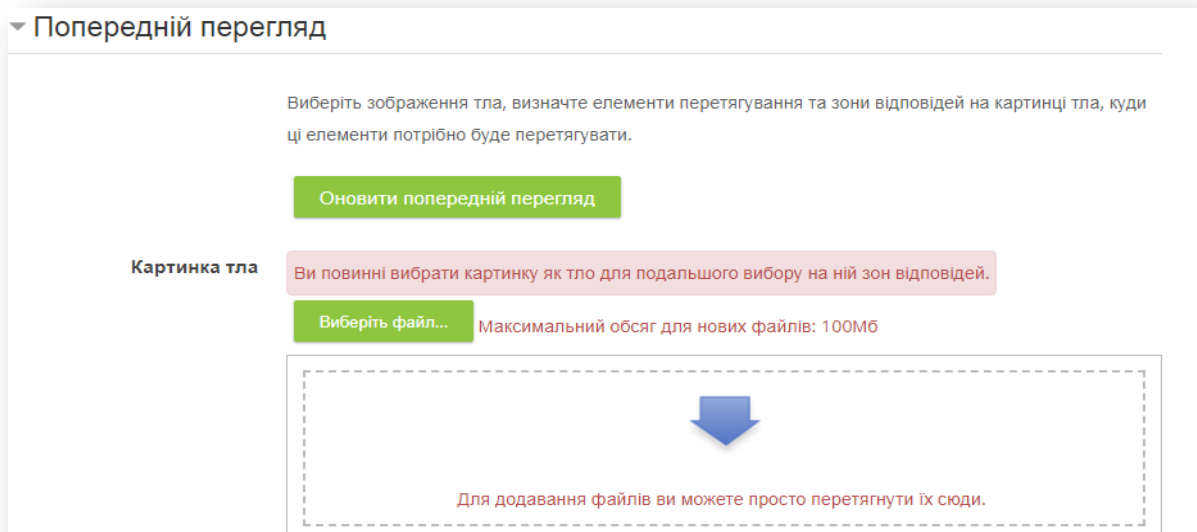 Попередній перегляд
Виберіть зображення тла, визначте елементи перетягування та зони відповідей на картинці тла, куди
ці елементи потрібно буде перетягувати.
Оновити попередній перегляд
Картинка тла
Ви повинні вибрати картинку як тло для подальшого вибору на ній зон відповідей.
Виберіть файл... Максимальний обсяг для нових файлів: 100Мб
Для додавання файлів ви можете просто перетягнути їх сюди.